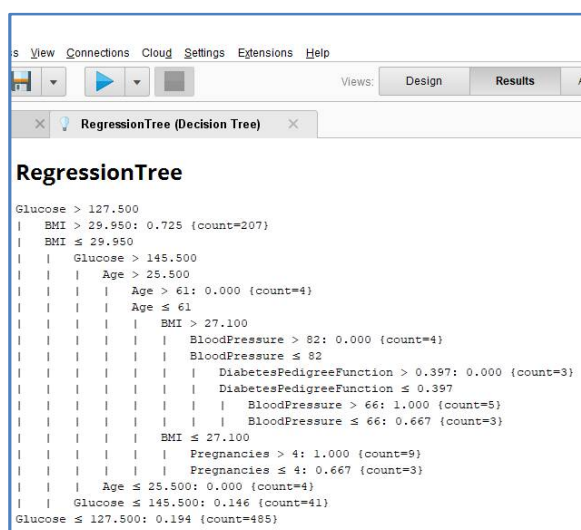 s View Connections Cloud Settings Extensions Help
Views: Design Results
RegressionTree (Decision Tree)
RegressionTree
Glucose > 127.500
|   BMI > 29.950: 0.725 {count=207}
|   BMI ≤ 29.950
|   |   Glucose > 145.500
|   |   |   Age > 25.500
|   |   |   |   Age > 61: 0.000 {count=4}
|   |   |   |   Age ≤ 61
|   |   |   |   |   BMI > 27.100
|   |   |   |   |   |   BloodPressure > 82: 0.000 {count=4}
|   |   |   |   |   |   BloodPressure ≤ 82
|   |   |   |   |   |   |   DiabetesPedigreeFunction > 0.397: 0.000 {count=3}
|   |   |   |   |   |   |   DiabetesPedigreeFunction ≤ 0.397
|   |   |   |   |   |   |   |   BloodPressure > 66: 1.000 {count=5}
|   |   |   |   |   |   |   |   BloodPressure ≤ 66: 0.667 {count=3}
|   |   |   |   |   BMI ≤ 27.100
|   |   |   |   |   |   Pregnancies > 4: 1.000 {count=9}
|   |   |   |   |   |   Pregnancies ≤ 4: 0.667 {count=3}
|   |   |   Age ≤ 25.500: 0.000 {count=4}
|   |   Glucose ≤ 145.500: 0.146 {count=41}
Glucose ≤ 127.500: 0.194 {count=485}